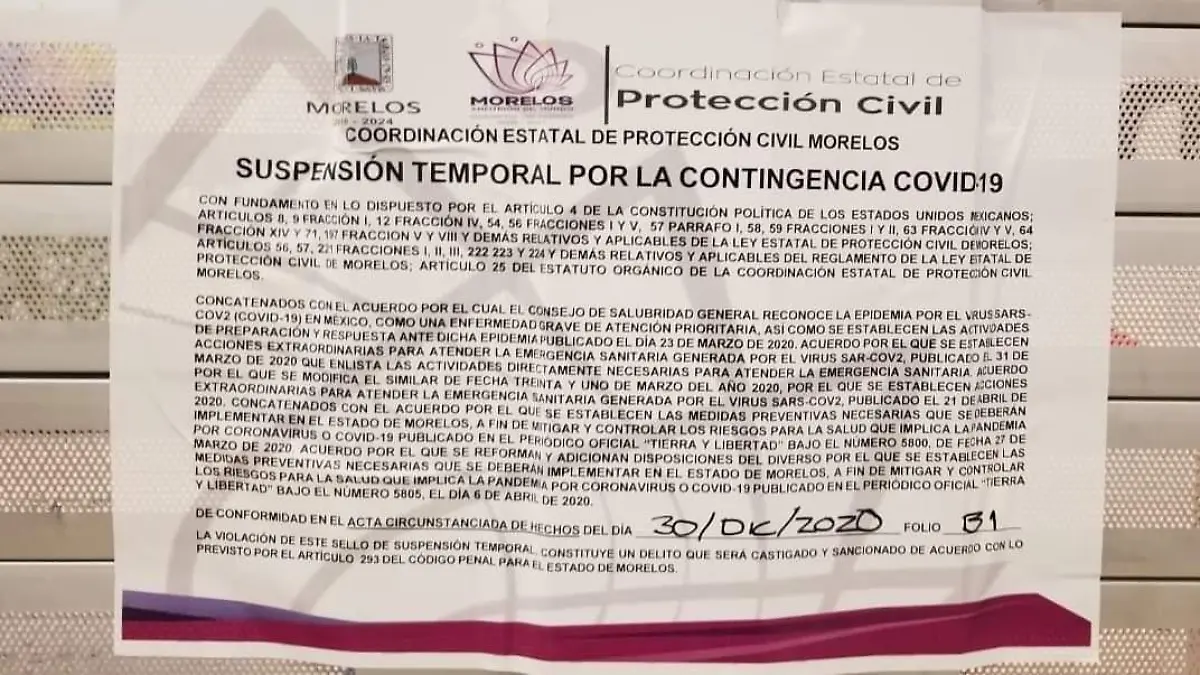 MORELOS
2018 - 2024
MORELOS
Coordinación Estatal de
Protección Civil
COORDINACIÓN ESTATAL DE PROTECCIÓN CIVIL MORELOS
SUSPENSIÓN TEMPORAL POR LA CONTINGENCIA COVID-19
CON FUNDAMENTO EN LO DISPUESTO POR EL ARTÍCULO 4 DE LA CONSTITUCIÓN POLÍTICA DE LOS ESTADOS UNIDOS MEXICANOS;
ARTICULOS 8, 9 FRACCIÓN I, 12 FRACCIÓN IV, 54, 56 FRACCIONES I Y V, 57 PARRAFO I, 58, 59 FRACCIONES I Y II, 63 FRACCIÓN IV Y V, 64
FRACCIÓN XIV Y 71, 197 FRACCION V Y VIII Y DEMÁS RELATIVOS Y APLICABLES DE LA LEY ESTATAL DE PROTECCIÓN CIVIL DE MORELOS;
ARTÍCULOS 56, 57, 221 FRACCIONES I, II, III, 222 223 Y 224 Y DEMÁS RELATIVOS Y APLICABLES DEL REGLAMENTO DE LA LEY ESTATAL DE
PROTECCIÓN CIVIL DE MORELOS; ARTÍCULO 25 DEL ESTATUTO ORGÁNICO DE LA COORDINACIÓN ESTATAL DE PROTECCIÓN CIVIL
MORELOS.
CONCATENADOS CON EL ACUERDO POR EL CUAL EL CONSEJO DE SALUBRIDAD GENERAL RECONOCE LA EPIDEMIA POR EL VIRUS SARS-
COV2 (COVID-19) EN MÉXICO, COMO UNA ENFERMEDAD GRAVE DE ATENCIÓN PRIORITARIA, ASÍ COMO SE ESTABLECEN LAS ACTIVIDADES
DE PREPARACIÓN Y RESPUESTA ANTE DICHA EPIDEMIA PUBLICADO EL DÍA 23 DE MARZO DE 2020. ACUERDO POR EL QUE SE ESTABLECEN
ACCIONES EXTRAORDINARIAS PARA ATENDER LA EMERGENCIA SANITARIA GENERADA POR EL VIRUS SAR-COV2, PUBLICADO EL 31 DE
MARZO DE 2020 QUE ENLISTA LAS ACTIVIDADES DIRECTAMENTE NECESARIAS PARA ATENDER LA EMERGENCIA SANITARIA. ACUERDO
POR EL QUE SE MODIFICA EL SIMILAR DE FECHA TREINTA Y UNO DE MARZO DEL AÑO 2020, POR EL QUE SE ESTABLECEN ACCIONES
EXTRAORDINARIAS PARA ATENDER LA EMERGENCIA SANITARIA GENERADA POR EL VIRUS SARS-COV2, PUBLICADO EL 21 DE ABRIL DE
2020. CONCATENADOS CON EL ACUERDO POR EL QUE SE ESTABLECEN LAS MEDIDAS PREVENTIVAS NECESARIAS QUE SE DEBERÁN
IMPLEMENTAR EN EL ESTADO DE MORELOS, A FIN DE MITIGAR Y CONTROLAR LOS RIESGOS PARA LA SALUD QUE IMPLICA LA PANDEMIA
POR CORONAVIRUS O COVID-19 PUBLICADO EN EL PERIÓDICO OFICIAL "TIERRA Y LIBERTAD" BAJO EL NÚMERO 5800, DE FECHA 27 DE
MARZO DE 2020. ACUERDO POR EL QUE SE REFORMAN Y ADICIONAN DISPOSICIONES DEL DIVERSO POR EL QUE SE ESTABLECEN LAS
MEDIDAS PREVENTIVAS NECESARIAS QUE SE DEBERÁN IMPLEMENTAR EN EL ESTADO DE MORELOS, A FIN DE MITIGAR Y CONTROLAR
LOS RIESGOS PARA LA SALUD QUE IMPLICA LA PANDEMIA POR CORONAVIRUS O COVID-19 PUBLICADO EN EL PERIÓDICO OFICIAL "TIERRA
Y LIBERTAD" BAJO EL NÚMERO 5805, EL DÍA 6 DE ABRIL DE 2020.
DE CONFORMIDAD EN EL ACTA CIRCUNSTANCIADA DE HECHOS DEL DÍA 30/DIC/2020 FOLIO B1
LA VIOLACIÓN DE ESTE SELLO DE SUSPENSIÓN TEMPORAL CONSTITUYE UN DELITO QUE SERÁ CASTIGADO Y SANCIONADO DE ACUERDO CON LO
PREVISTO POR EL ARTÍCULO 293 DEL CÓDIGO PENAL PARA EL ESTADO DE MORELOS.